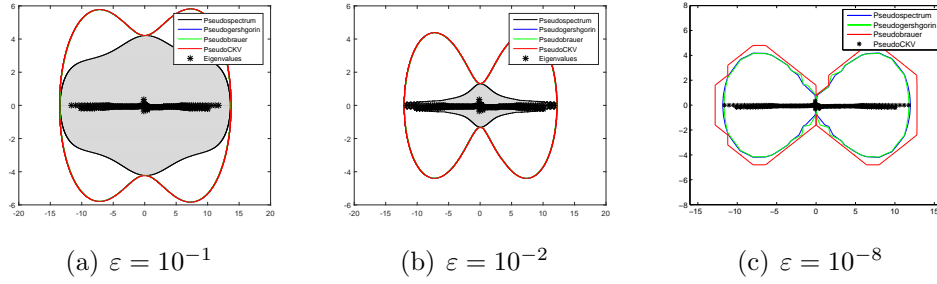 6
4
2
0
-2
-4
-6
-20 -15 -10 -5 0 5 10 15 20
Pseudospectrum
Pseudogershgorin
Pseudobrauer
PseudoCKV
Eigenvalues
(a) ε = 10⁻¹
6
4
2
0
-2
-4
-6
-20 -15 -10 -5 0 5 10 15 20
Pseudospectrum
Pseudogershgorin
Pseudobrauer
PseudoCKV
Eigenvalues
(b) ε = 10⁻²
8
6
4
2
0
−2
−4
−6
−8
−15 −10 −5 0 5 10 15
Pseudospectrum
Pseudogershgorin
Pseudobrauer
PseudoCKV
(c) ε = 10⁻⁸